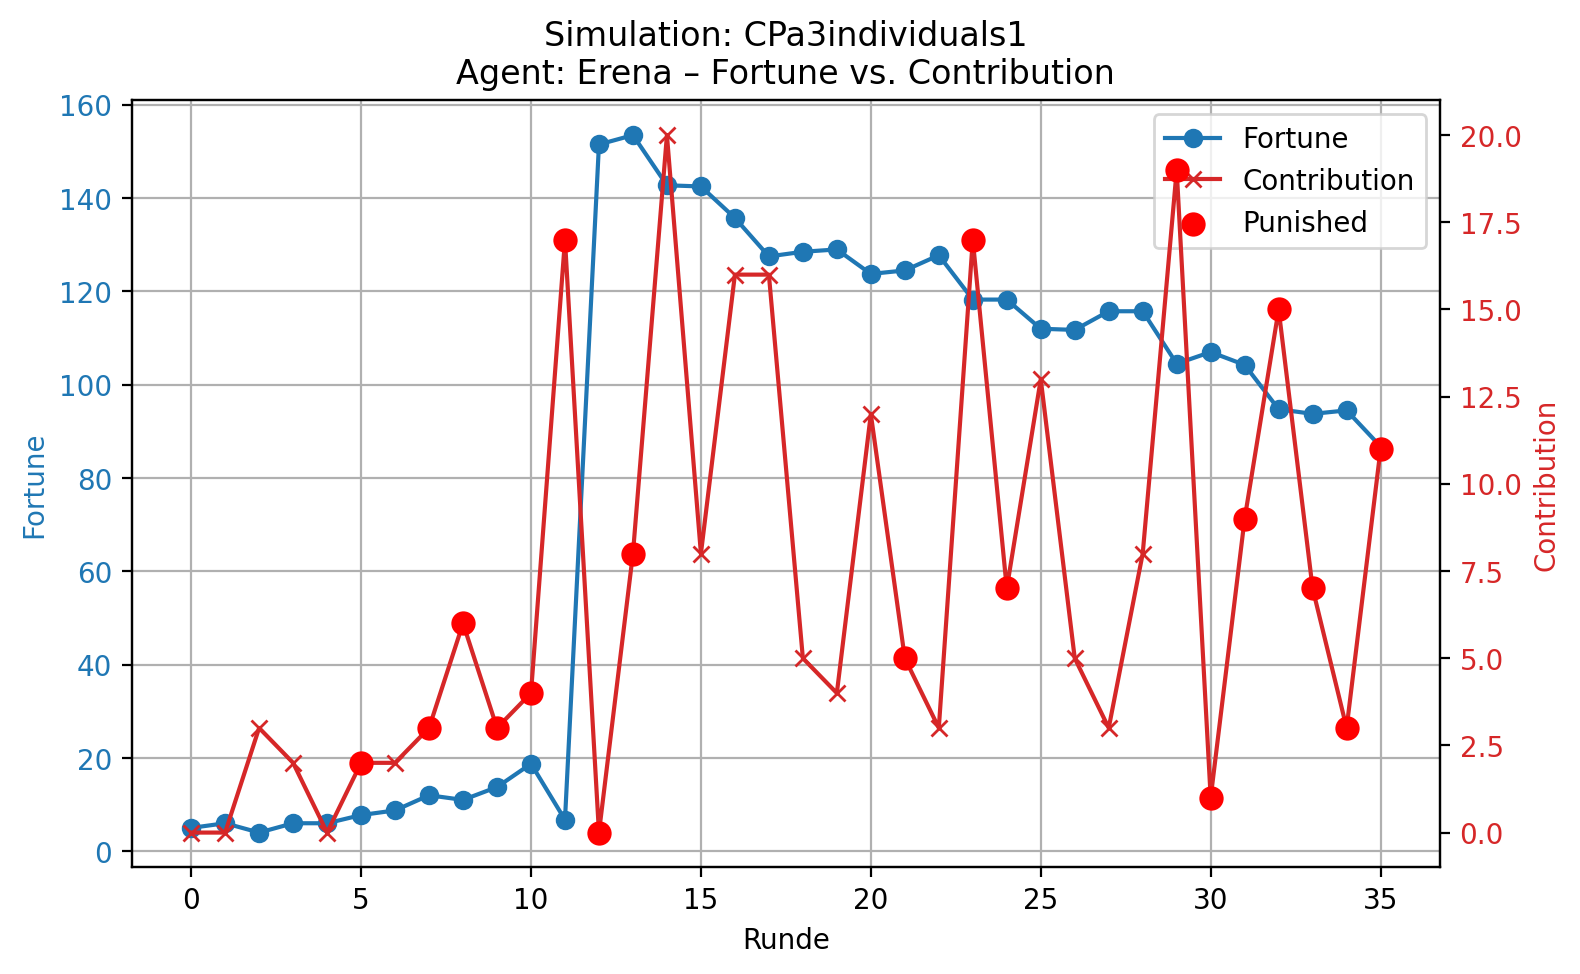 Simulation: CPa3individuals1
Agent: Erena – Fortune vs. Contribution
160
140
120
100
80
60
40
20
0
Fortune
20.0
17.5
15.0
12.5
10.0
7.5
5.0
2.5
0.0
Contribution
Fortune
Contribution
Punished
0 5 10 15 20 25 30 35
Runde